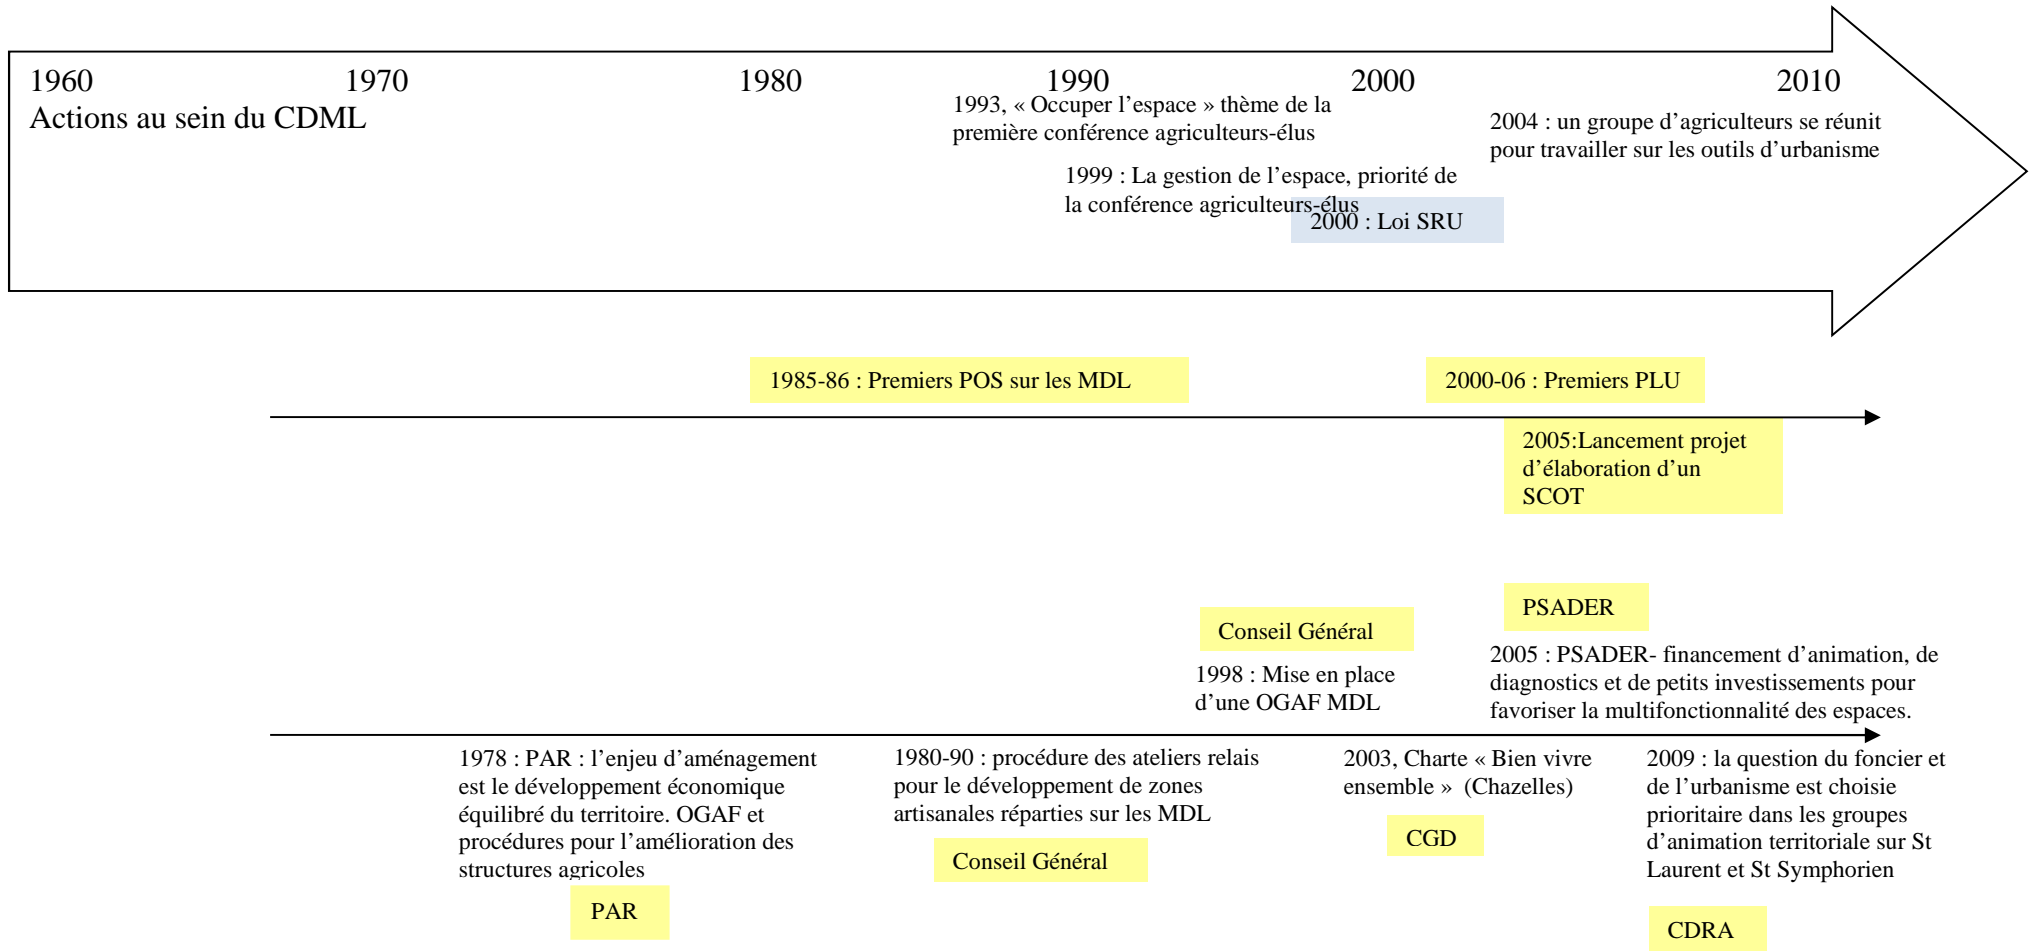 1960 1970 1980 1990 2000 2010
Actions au sein du CDML
1993, « Occuper l’espace » thème de la
première conférence agriculteurs-élus
2004 : un groupe d’agriculteurs se réunit
pour travailler sur les outils d’urbanisme
1999 : La gestion de l’espace, priorité de
la conférence agriculteurs-élus
2000 : Loi SRU
1985-86 : Premiers POS sur les MDL
2000-06 : Premiers PLU
2005:Lancement projet
d’élaboration d’un
SCOT
PSADER
Conseil Général
2005 : PSADER- financement d’animation, de
diagnostics et de petits investissements pour
favoriser la multifonctionnalité des espaces.
1998 : Mise en place
d’une OGAF MDL
1978 : PAR : l’enjeu d’aménagement
est le développement économique
équilibré du territoire. OGAF et
procédures pour l’amélioration des
structures agricoles
PAR
1980-90 : procédure des ateliers relais
pour le développement de zones
artisanales réparties sur les MDL
Conseil Général
2003, Charte « Bien vivre
ensemble » (Chazelles)
CGD
2009 : la question du foncier et
de l’urbanisme est choisie
prioritaire dans les groupes
d’animation territoriale sur St
Laurent et St Symphorien
CDRA